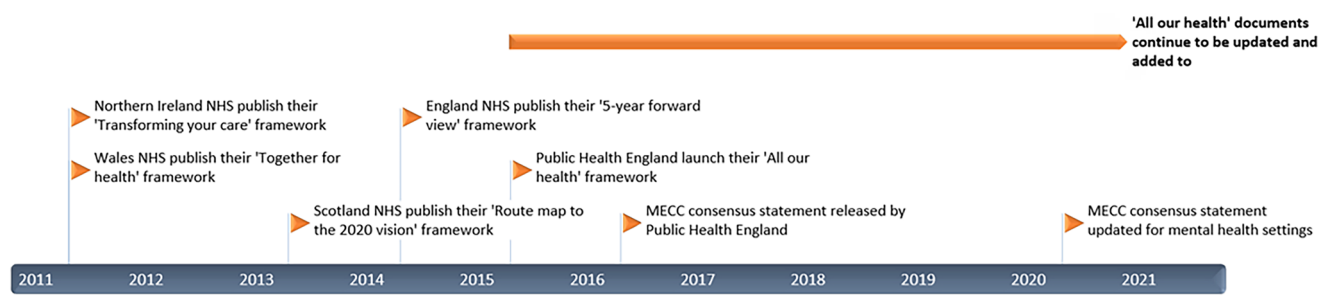 'All our health' documents
continue to be updated and
added to
Northern Ireland NHS publish their
'Transforming your care' framework
England NHS publish their '5-year forward
view' framework
Wales NHS publish their 'Together for
health' framework
Public Health England launch their 'All our
health' framework
Scotland NHS publish their 'Route map to
the 2020 vision' framework
MECC consensus statement released by
Public Health England
MECC consensus statement
updated for mental health settings
2011 2012 2013 2014 2015 2016 2017 2018 2019 2020 2021